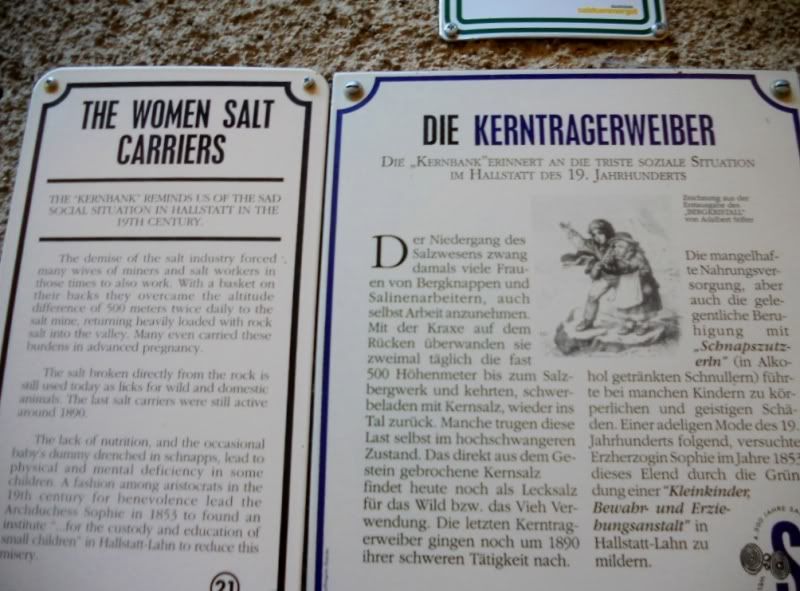 salzkammergut
THE WOMEN SALT
CARRIERS
THE "KERNBANK" REMINDS US OF THE SAD
SOCIAL SITUATION IN HALLSTATT IN THE
19TH CENTURY.
The demise of the salt industry forced
many wives of miners and salt workers in
those times to also work. With a basket on
their backs they overcame the altitude
difference of 500 meters twice daily to the
salt mine, returning heavily loaded with rock
salt into the valley. Many even carried these
burdens in advanced pregnancy.
The salt broken directly from the rock is
still used today as licks for wild and domestic
animals. The last salt carriers were still active
around 1890.
The lack of nutrition, and the occasional
baby's dummy drenched in schnapps, lead to
physical and mental deficiency in some
children. A fashion among aristocrats in the
19th century for benevolence lead the
Archduchess Sophie in 1853 to found an
institute "...for the custody and education of
small children" in Hallstatt-Lahn to reduce this
misery.
21
DIE KERNTRAGERWEIBER
DIE „KERNBANK"ERINNERT AN DIE TRISTE SOZIALE SITUATION
IM HALLSTATT DES 19. JAHRHUNDERTS
Zeichnung aus der
Erstausgabe des
„BERGKRISTALL"
von Adalbert Stifter
Der Niedergang des
Salzwesens zwang
damals viele Frau-
en von Bergknappen und
Salinenarbeitern, auch
selbst Arbeit anzunehmen.
Mit der Kraxe auf dem
Rücken überwanden sie
zweimal täglich die fast
500 Höhenmeter bis zum Salz-
bergwerk und kehrten, schwer-
beladen mit Kernsalz, wieder ins
Tal zurück. Manche trugen diese
Last selbst im hochschwangeren
Zustand. Das direkt aus dem Ge-
stein gebrochene Kernsalz
findet heute noch als Lecksalz
für das Wild bzw. das Vieh Ver-
wendung. Die letzten Kerntrag-
erweiber gingen noch um 1890
ihrer schweren Tätigkeit nach.
Die mangelhaf-
te Nahrungsver-
sorgung, aber
auch die gele-
gentliche Beru-
higung mit
„Schnapszutz-
erln" (in Alko-
hol getränkten Schnullern) führ-
te bei manchen Kindern zu kör-
perlichen und geistigen Schä-
den. Einer adeligen Mode des 19.
Jahrhunderts folgend, versuchte
Erzherzogin Sophie im Jahre 1853
dieses Elend durch die Grün
dung einer "Kleinkinder,
Bewahr- und Erzie-
hungsanstalt" in
Hallstatt-Lahn zu
mildern.